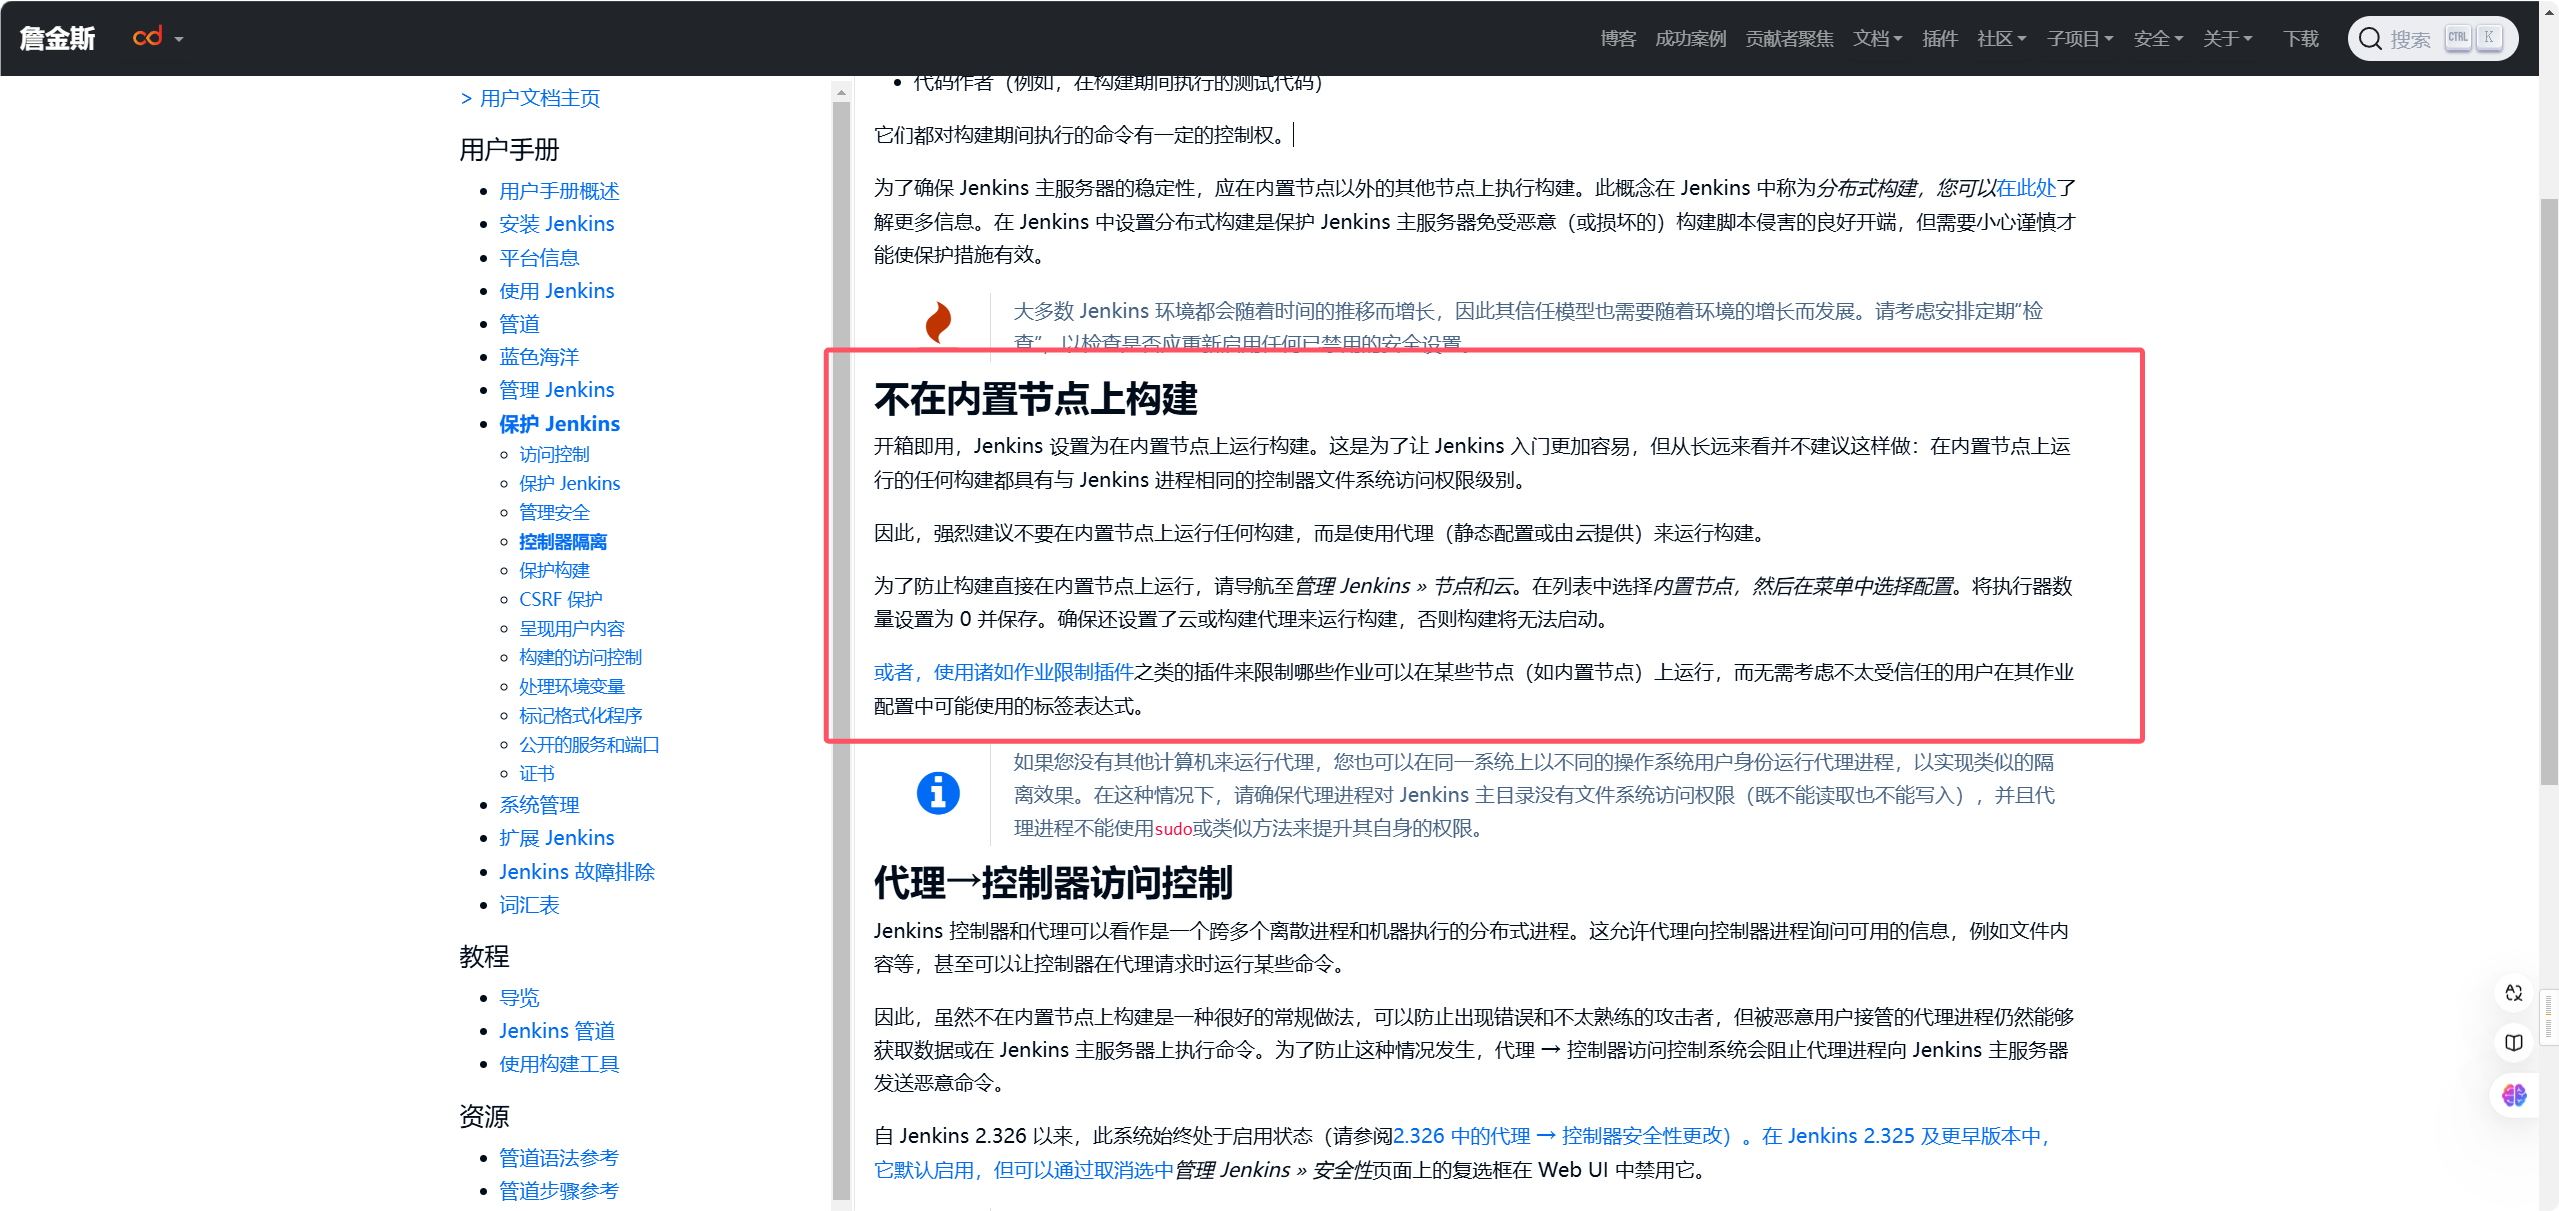 詹金斯 cd 博客 成功案例 贡献者聚焦 文档 插件 社区 子项目 安全 关于 下载 搜索 CTRL K
> 用户文档主页
用户手册
用户手册概述
安装 Jenkins
平台信息
使用 Jenkins
管道
蓝色海洋
管理 Jenkins
保护 Jenkins
访问控制
保护 Jenkins
管理安全
控制器隔离
保护构建
CSRF 保护
呈现用户内容
构建的访问控制
处理环境变量
标记格式化程序
公开的服务和端口
证书
系统管理
扩展 Jenkins
Jenkins 故障排除
词汇表
教程
导览
Jenkins 管道
使用构建工具
资源
管道语法参考
管道步骤参考
代码作者（例如，在构建期间执行的测试代码）
它们都对构建期间执行的命令有一定的控制权。
为了确保 Jenkins 主服务器的稳定性，应在内置节点以外的其他节点上执行构建。此概念在 Jenkins 中称为分布式构建，您可以在此处了
解更多信息。在 Jenkins 中设置分布式构建是保护 Jenkins 主服务器免受恶意（或损坏的）构建脚本侵害的良好开端，但需要小心谨慎才
能使保护措施有效。
大多数 Jenkins 环境都会随着时间的推移而增长，因此其信任模型也需要随着环境的增长而发展。请考虑安排定期“检
查”，以检查是否应重新启用任何已禁用的安全设置。
不在内置节点上构建
开箱即用，Jenkins 设置为在内置节点上运行构建。这是为了让 Jenkins 入门更加容易，但从长远来看并不建议这样做：在内置节点上运
行的任何构建都具有与 Jenkins 进程相同的控制器文件系统访问权限级别。
因此，强烈建议不要在内置节点上运行任何构建，而是使用代理（静态配置或由云提供）来运行构建。
为了防止构建直接在内置节点上运行，请导航至管理 Jenkins » 节点和云。在列表中选择内置节点，然后在菜单中选择配置。将执行器数
量设置为 0 并保存。确保还设置了云或构建代理来运行构建，否则构建将无法启动。
或者，使用诸如作业限制插件之类的插件来限制哪些作业可以在某些节点（如内置节点）上运行，而无需考虑不太受信任的用户在其作业
配置中可能使用的标签表达式。
如果您没有其他计算机来运行代理，您也可以在同一系统上以不同的操作系统用户身份运行代理进程，以实现类似的隔
离效果。在这种情况下，请确保代理进程对 Jenkins 主目录没有文件系统访问权限（既不能读取也不能写入），并且代
理进程不能使用sudo或类似方法来提升其自身的权限。
代理→控制器访问控制
Jenkins 控制器和代理可以看作是一个跨多个离散进程和机器执行的分布式进程。这允许代理向控制器进程询问可用的信息，例如文件内
容等，甚至可以让控制器在代理请求时运行某些命令。
因此，虽然不在内置节点上构建是一种很好的常规做法，可以防止出现错误和不太熟练的攻击者，但被恶意用户接管的代理进程仍然能够
获取数据或在 Jenkins 主服务器上执行命令。为了防止这种情况发生，代理 → 控制器访问控制系统会阻止代理进程向 Jenkins 主服务器
发送恶意命令。
自 Jenkins 2.326 以来，此系统始终处于启用状态（请参阅2.326 中的代理 → 控制器安全性更改）。在 Jenkins 2.325 及更早版本中，
它默认启用，但可以通过取消选中管理 Jenkins » 安全性页面上的复选框在 Web UI 中禁用它。